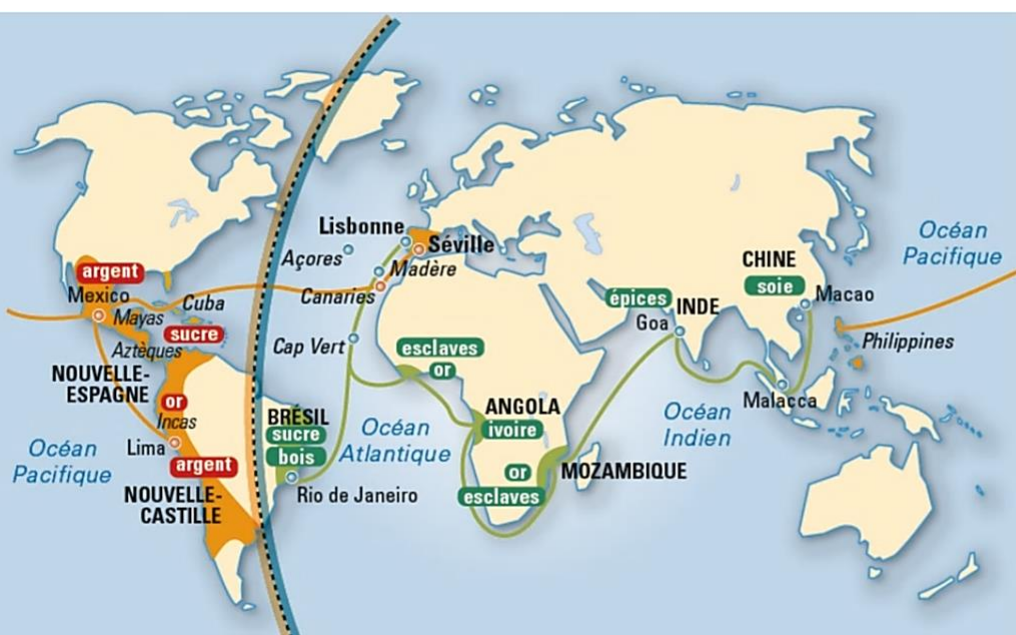 Océan
Pacifique
Lisbonne
Séville
Açores
Madère
CHINE
soie
argent
Mexico
Mayas
Cuba
Canaries
épices
INDE
Macao
Goa
sucre
Aztèques
Cap Vert
esclaves
or
Philippines
NOUVELLE-
ESPAGNE
or
Incas
BRÉSIL
sucre
bois
ANGOLA
ivoire
Malacca
Océan
Atlantique
Océan
Indien
Océan
Pacifique
Lima
argent
or
esclaves
MOZAMBIQUE
NOUVELLE-
CASTILLE
Rio de Janeiro